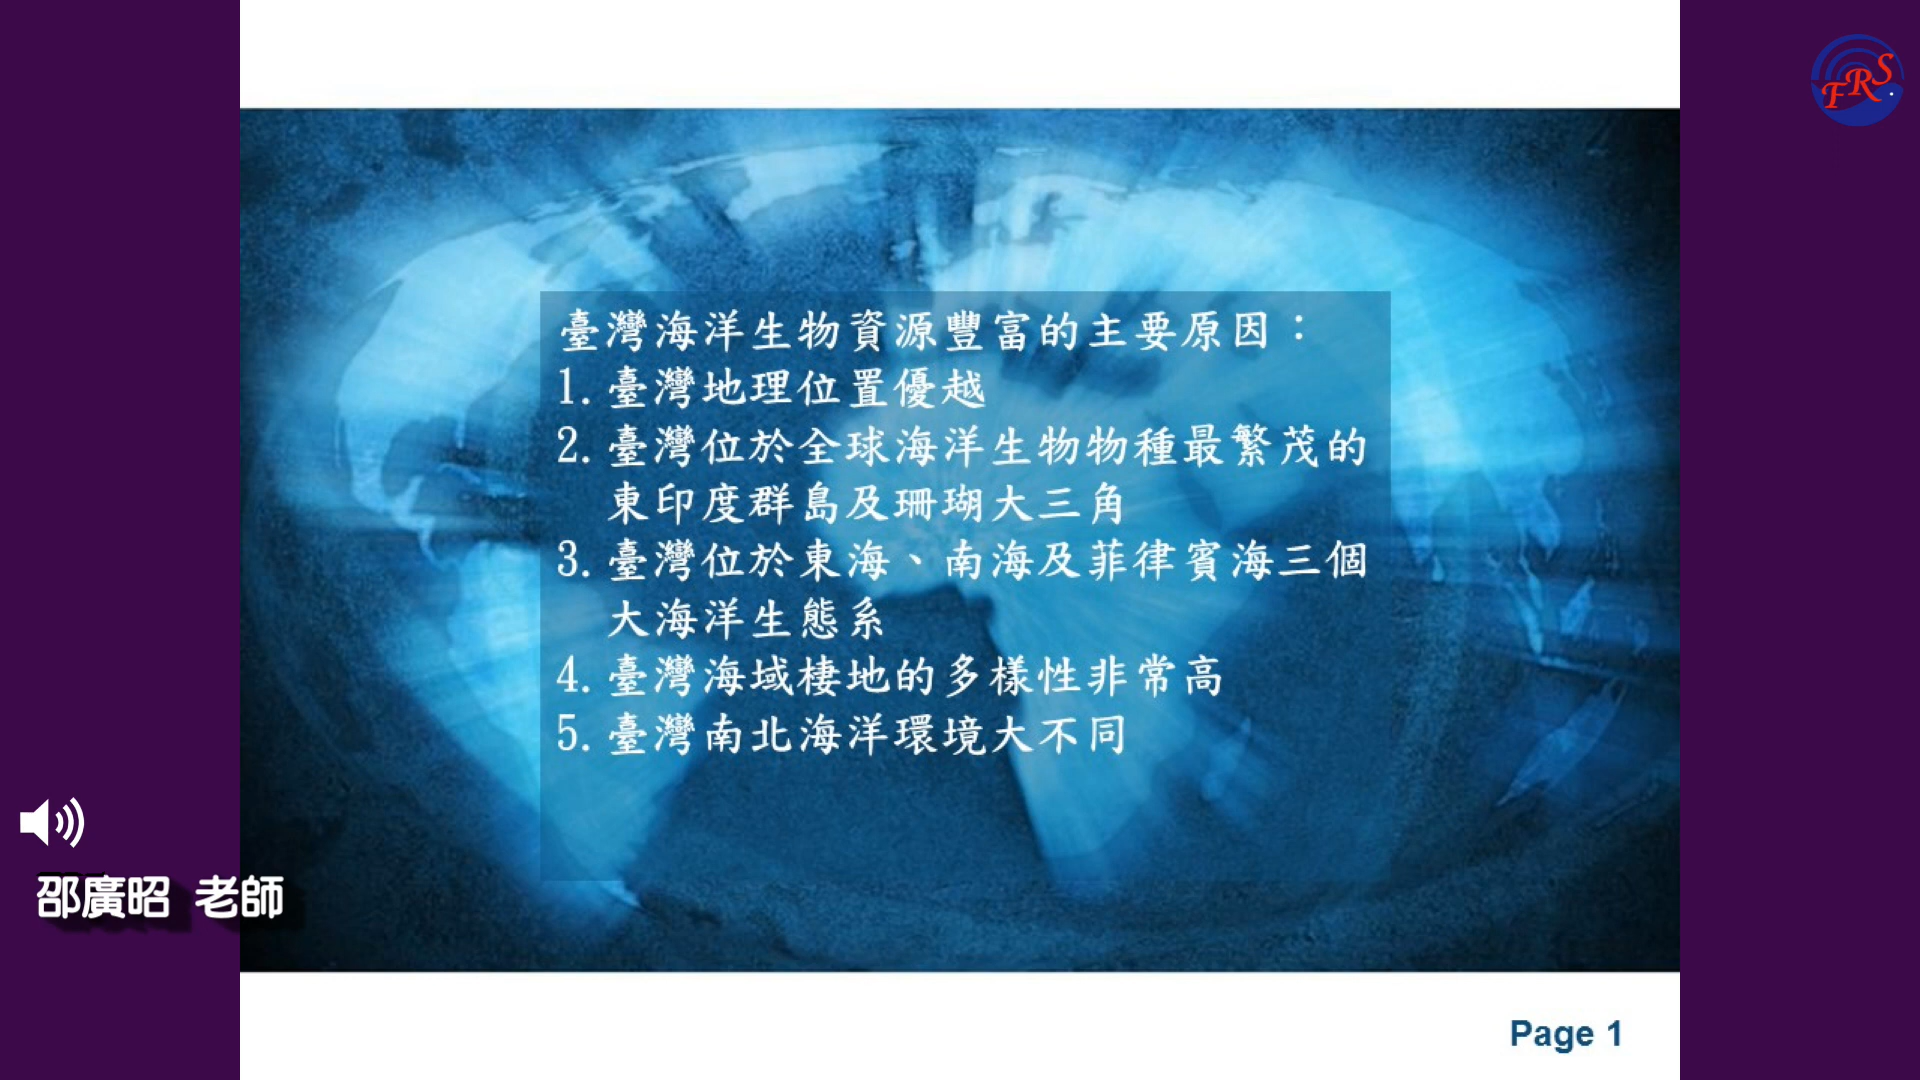 FRS
臺灣海洋生物資源豐富的主要原因：
1. 臺灣地理位置優越
2. 臺灣位於全球海洋生物物種最繁茂的
東印度群島及珊瑚大三角
3. 臺灣位於東海、南海及菲律賓海三個
大海洋生態系
4. 臺灣海域棲地的多樣性非常高
5. 臺灣南北海洋環境大不同
邵廣昭 老師
Page 1